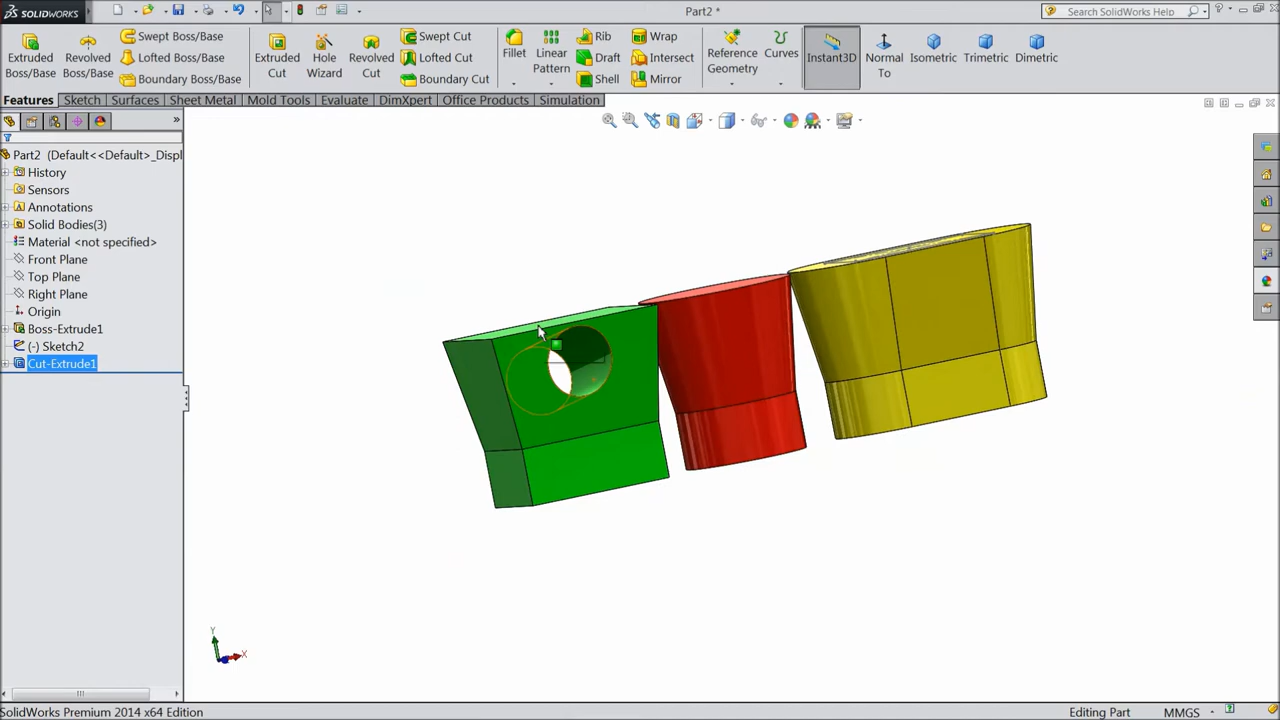 SOLIDWORKS
Part2 *
Search SolidWorks Help
Extruded Boss/Base
Revolved Boss/Base
Swept Boss/Base
Lofted Boss/Base
Boundary Boss/Base
Extruded Cut
Hole Wizard
Revolved Cut
Swept Cut
Lofted Cut
Boundary Cut
Fillet
Linear Pattern
Rib
Draft
Shell
Wrap
Intersect
Mirror
Reference Geometry
Curves
Instant3D
Normal To
Isometric
Trimetric
Dimetric
Features
Sketch
Surfaces
Sheet Metal
Mold Tools
Evaluate
DimXpert
Office Products
Simulation
Part2 (Default<<Default>_Displ
History
Sensors
Annotations
Solid Bodies(3)
Material <not specified>
Front Plane
Top Plane
Right Plane
Origin
Boss-Extrude1
(-) Sketch2
Cut-Extrude1
Y
X
SolidWorks Premium 2014 x64 Edition
Editing Part
MMGS